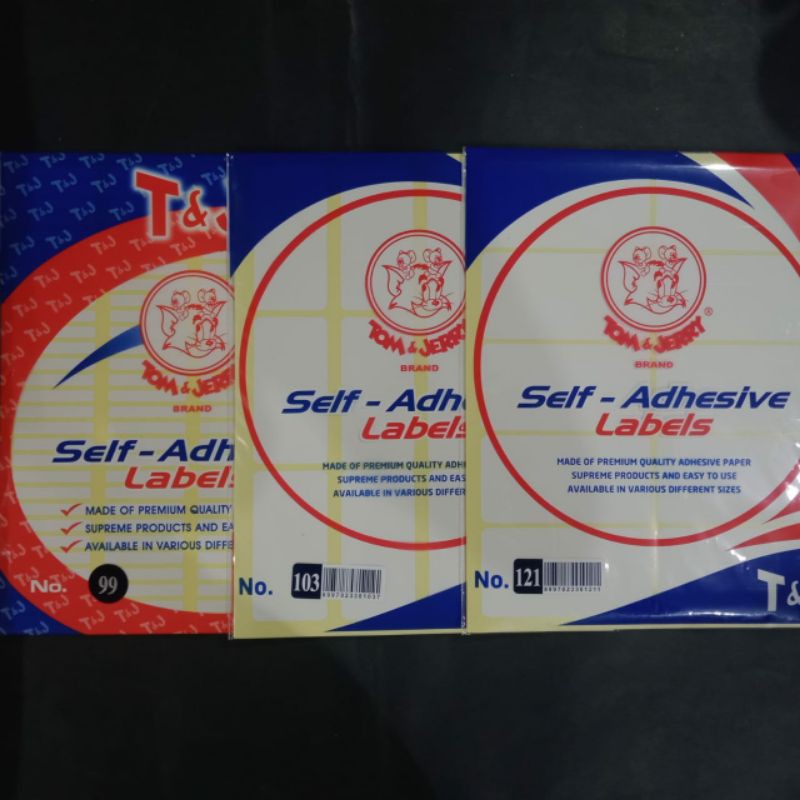 T&J
TOM & JERRY
BRAND
Self - Adh
Labels
MADE OF PREMIUM QUALITY
SUPREME PRODUCTS AND EA
AVAILABLE IN VARIOUS DIFFE
No. 99
TOM & JERRY
BRAND
Self - Adhe
Labels
MADE OF PREMIUM QUALITY ADHE
SUPREME PRODUCTS AND EAS
AVAILABLE IN VARIOUS DIFFER
No. 103
TOM & JERRY ®
BRAND
Self - Adhesive
Labels
MADE OF PREMIUM QUALITY ADHESIVE PAPER
SUPREME PRODUCTS AND EASY TO USE
AVAILABLE IN VARIOUS DIFFERENT SIZES
No. 121
T&